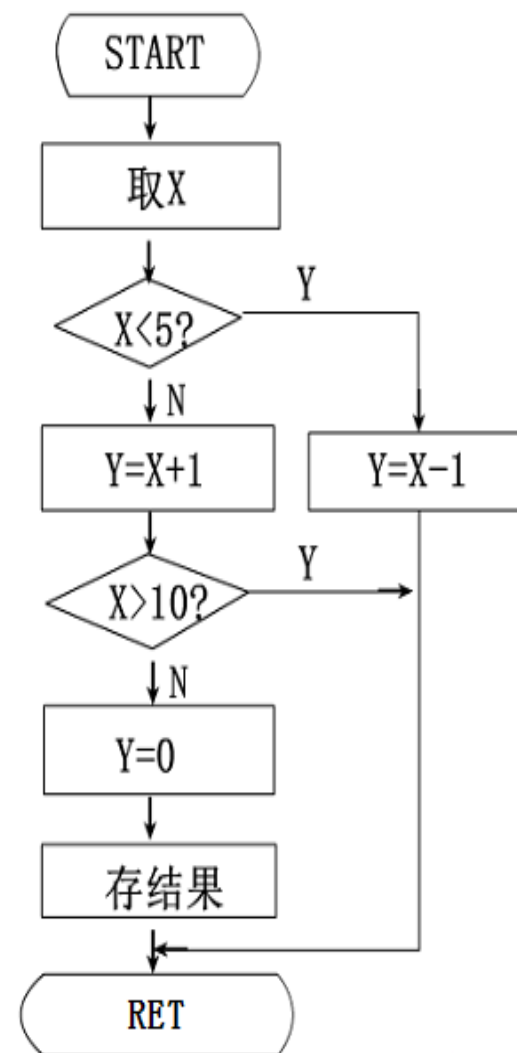 START
取X
X<5?
Y
N
Y=X+1
Y=X-1
X>10?
Y
N
Y=0
存结果
RET